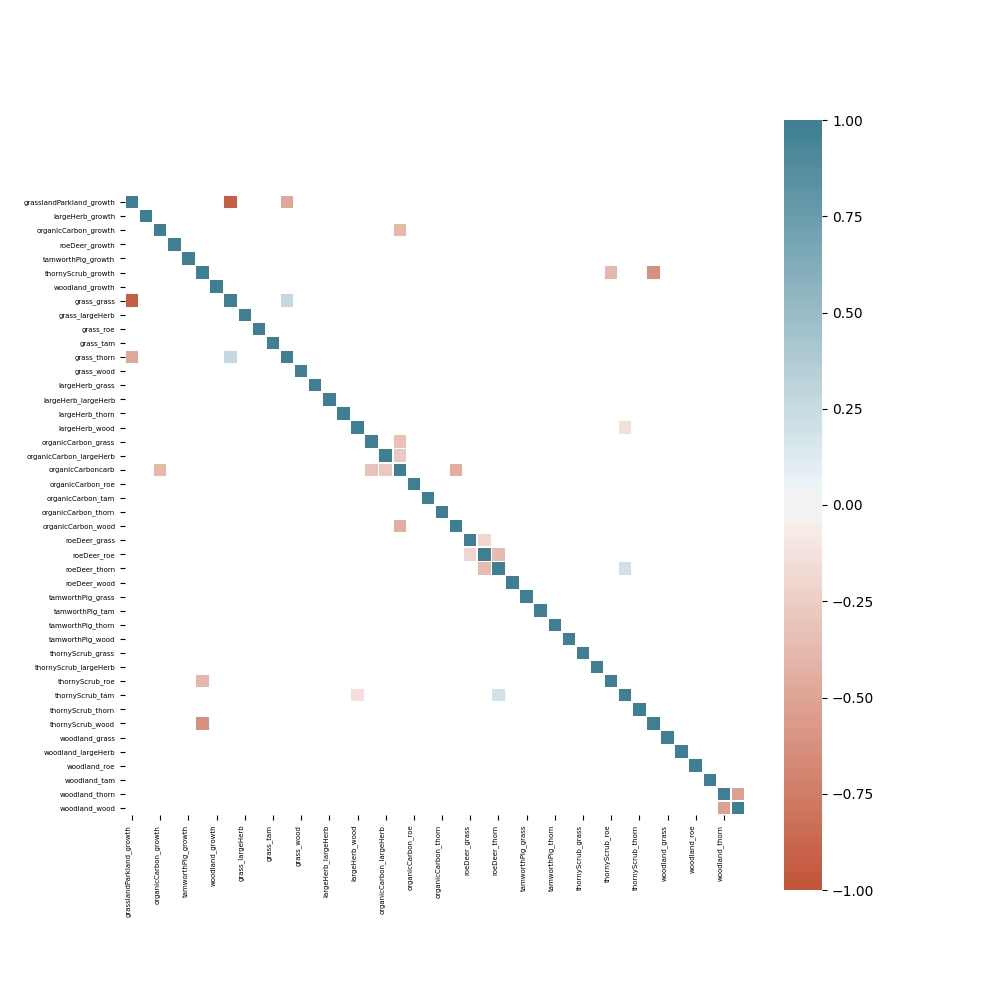 grasslandParkland_growth
largeHerb_growth
organicCarbon_growth
roeDeer_growth
tamworthPig_growth
thornyScrub_growth
woodland_growth
grass_grass
grass_largeHerb
grass_roe
grass_tam
grass_thorn
grass_wood
largeHerb_grass
largeHerb_largeHerb
largeHerb_thorn
largeHerb_wood
organicCarbon_grass
organicCarbon_largeHerb
organicCarboncarb
organicCarbon_roe
organicCarbon_tam
organicCarbon_thorn
organicCarbon_wood
roeDeer_grass
roeDeer_roe
roeDeer_thorn
roeDeer_wood
tamworthPig_grass
tamworthPig_tam
tamworthPig_thorn
tamworthPig_wood
thornyScrub_grass
thornyScrub_largeHerb
thornyScrub_roe
thornyScrub_tam
thornyScrub_thorn
thornyScrub_wood
woodland_grass
woodland_largeHerb
woodland_roe
woodland_tam
woodland_thorn
woodland_wood
grasslandParkland_growth
organicCarbon_growth
tamworthPig_growth
woodland_growth
grass_largeHerb
grass_tam
grass_wood
largeHerb_largeHerb
largeHerb_wood
organicCarbon_largeHerb
organicCarbon_roe
organicCarbon_thorn
roeDeer_grass
roeDeer_thorn
tamworthPig_grass
tamworthPig_thorn
thornyScrub_grass
thornyScrub_roe
thornyScrub_thorn
woodland_grass
woodland_roe
woodland_thorn
1.00
0.75
0.50
0.25
0.00
−0.25
−0.50
−0.75
−1.00